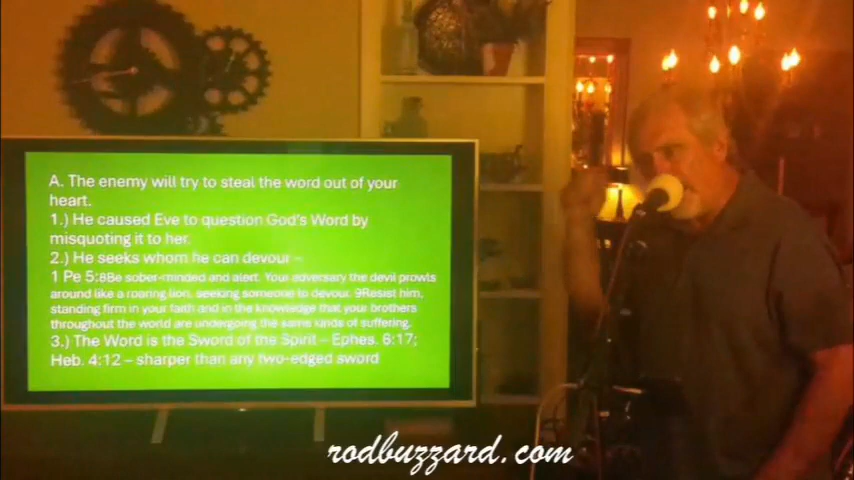 A. The enemy will try to steal the word out of your
heart.
1.) He caused Eve to question God's Word by
misquoting it to her.
2.) He seeks whom he can devour –
1 Pe 5:8Be sober-minded and alert. Your adversary the devil prowls
around like a roaring lion, seeking someone to devour. 9Resist him,
standing firm in your faith and in the knowledge that your brothers
throughout the world are undergoing the same kinds of suffering.
3.) The Word is the Sword of the Spirit – Ephes. 6:17;
Heb. 4:12 – sharper than any two-edged sword
rodbuzzard.com